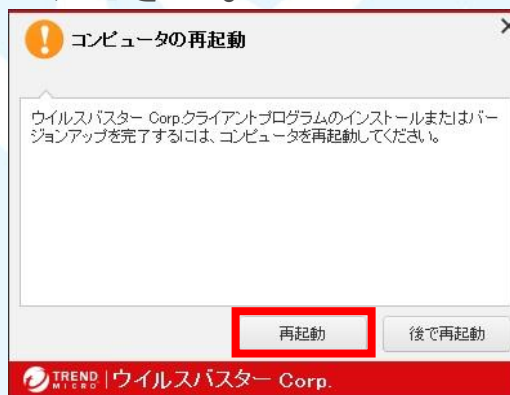 コンピュータの再起動
ウイルスバスター Corp.クライアントプログラムのインストールまたはバー
ジョンアップを完了するには、コンピュータを再起動してください。
再起動
後で再起動
TREND MICRO ウイルスバスター Corp.